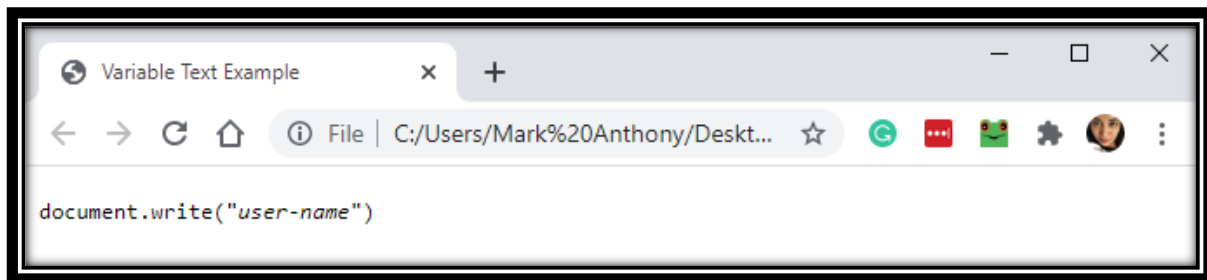 Variable Text Example
File | C:/Users/Mark%20Anthony/Deskt...
document.write("user-name")